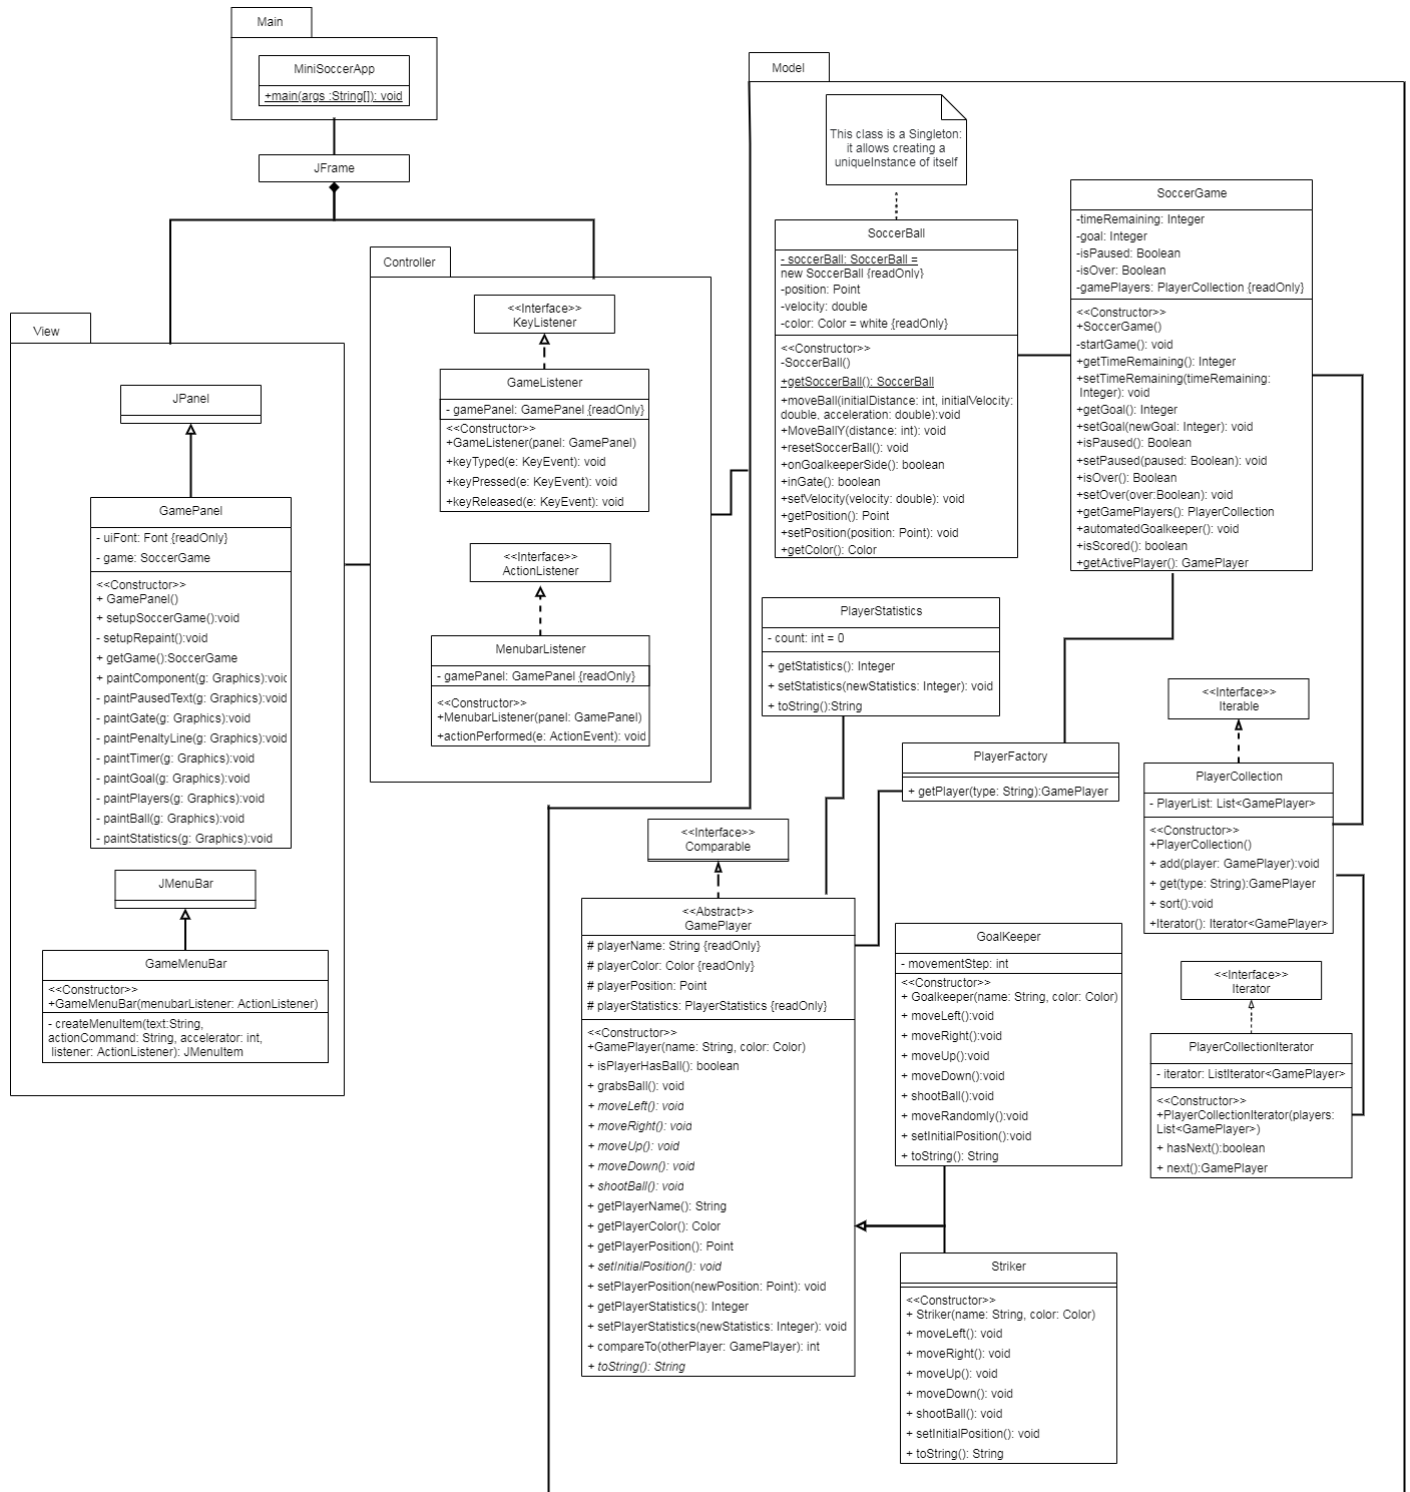 Main
MiniSoccerApp
+main(args :String[]): void
JFrame
View
JPanel
GamePanel
- uiFont: Font {readOnly}
- game: SoccerGame
<<Constructor>>
+ GamePanel()
+ setupSoccerGame():void
- setupRepaint():void
+ getGame():SoccerGame
+ paintComponent(g: Graphics):void
- paintPausedText(g: Graphics):void
- paintGate(g: Graphics):void
- paintPenaltyLine(g: Graphics):void
- paintTimer(g: Graphics):void
- paintGoal(g: Graphics):void
- paintPlayers(g: Graphics):void
- paintBall(g: Graphics):void
- paintStatistics(g: Graphics):void
JMenuBar
GameMenuBar
<<Constructor>>
+GameMenuBar(menubarListener: ActionListener)
- createMenuItem(text:String,
actionCommand: String, accelerator: int,
listener: ActionListener): JMenuItem
Controller
<<Interface>>
KeyListener
GameListener
- gamePanel: GamePanel {readOnly}
<<Constructor>>
+GameListener(panel: GamePanel)
+keyTyped(e: KeyEvent): void
+keyPressed(e: KeyEvent): void
+keyReleased(e: KeyEvent): void
<<Interface>>
ActionListener
MenubarListener
- gamePanel: GamePanel {readOnly}
<<Constructor>>
+MenubarListener(panel: GamePanel)
+actionPerformed(e: ActionEvent): void
Model
This class is a Singleton:
it allows creating a
uniqueInstance of itself
SoccerBall
- soccerBall: SoccerBall =
new SoccerBall {readOnly}
-position: Point
-velocity: double
-color: Color = white {readOnly}
<<Constructor>>
-SoccerBall()
+getSoccerBall(): SoccerBall
+moveBall(initialDistance: int, initialVelocity:
double, acceleration: double):void
+MoveBallY(distance: int): void
+resetSoccerBall(): void
+onGoalkeeperSide(): boolean
+inGate(): boolean
+setVelocity(velocity: double): void
+getPosition(): Point
+setPosition(position: Point): void
+getColor(): Color
SoccerGame
-timeRemaining: Integer
-goal: Integer
-isPaused: Boolean
-isOver: Boolean
-gamePlayers: PlayerCollection {readOnly}
<<Constructor>>
+SoccerGame()
-startGame(): void
+getTimeRemaining(): Integer
+setTimeRemaining(timeRemaining:
Integer): void
+getGoal(): Integer
+setGoal(newGoal: Integer): void
+isPaused(): Boolean
+setPaused(paused: Boolean): void
+isOver(): Boolean
+setOver(over:Boolean): void
+getGamePlayers(): PlayerCollection
+automatedGoalkeeper(): void
+isScored(): boolean
+getActivePlayer(): GamePlayer
PlayerStatistics
- count: int = 0
+ getStatistics(): Integer
+ setStatistics(newStatistics: Integer): void
+ toString():String
PlayerFactory
+ getPlayer(type: String):GamePlayer
<<Interface>>
Iterable
PlayerCollection
- PlayerList: List<GamePlayer>
<<Constructor>>
+PlayerCollection()
+ add(player: GamePlayer):void
+ get(type: String):GamePlayer
+ sort():void
+Iterator(): Iterator<GamePlayer>
<<Interface>>
Iterator
PlayerCollectionIterator
- iterator: ListIterator<GamePlayer>
<<Constructor>>
+PlayerCollectionIterator(players:
List<GamePlayer>)
+ hasNext():boolean
+ next():GamePlayer
<<Interface>>
Comparable
<<Abstract>>
GamePlayer
# playerName: String {readOnly}
# playerColor: Color {readOnly}
# playerPosition: Point
# playerStatistics: PlayerStatistics {readOnly}
<<Constructor>>
+GamePlayer(name: String, color: Color)
+ isPlayerHasBall(): boolean
+ grabsBall(): void
+ moveLeft(): void
+ moveRight(): void
+ moveUp(): void
+ moveDown(): void
+ shootBall(): void
+ getPlayerName(): String
+ getPlayerColor(): Color
+ getPlayerPosition(): Point
+ setInitialPosition(): void
+ setPlayerPosition(newPosition: Point): void
+ getPlayerStatistics(): Integer
+ setPlayerStatistics(newStatistics: Integer): void
+ compareTo(otherPlayer: GamePlayer): int
+ toString(): String
GoalKeeper
- movementStep: int
<<Constructor>>
+ Goalkeeper(name: String, color: Color)
+ moveLeft():void
+ moveRight():void
+ moveUp():void
+ moveDown():void
+ shootBall():void
+ moveRandomly():void
+ setInitialPosition():void
+ toString(): String
Striker
<<Constructor>>
+ Striker(name: String, color: Color)
+ moveLeft(): void
+ moveRight(): void
+ moveUp(): void
+ moveDown(): void
+ shootBall(): void
+ setInitialPosition(): void
+ toString(): String